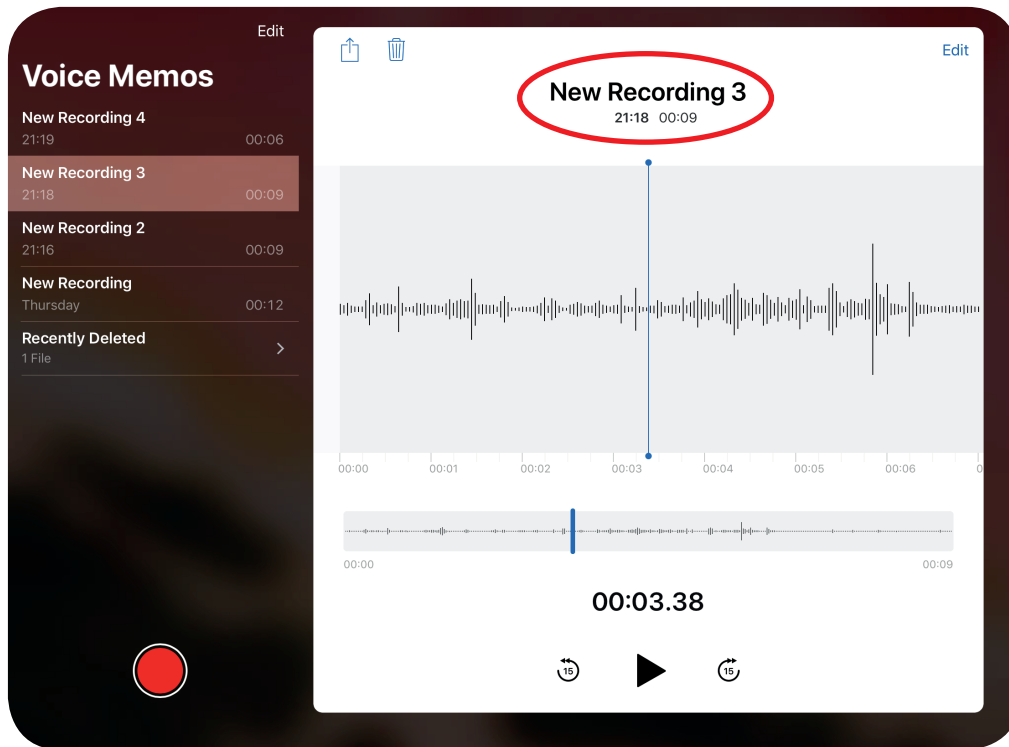 Edit
Voice Memos
New Recording 4
21:19 00:06
New Recording 3
21:18 00:09
New Recording 2
21:16 00:09
New Recording
Thursday 00:12
Recently Deleted
1 File
Edit
New Recording 3
21:18 00:09
00:00 00:01 00:02 00:03 00:04 00:05 00:06 0
00:00 00:09
00:03.38
15 15